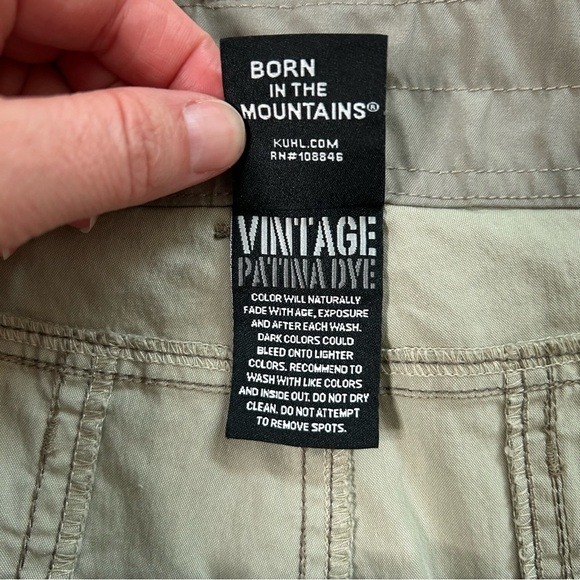 BORN
IN THE
MOUNTAINS®
KUHL.COM
RN#108846
VINTAGE
PATINA DYE
COLOR WILL NATURALLY
FADE WITH AGE, EXPOSURE
AND AFTER EACH WASH.
DARK COLORS COULD
BLEED ONTO LIGHTER
COLORS. RECOMMEND TO
WASH WITH LIKE COLORS
AND INSIDE OUT. DO NOT DRY
CLEAN. DO NOT ATTEMPT
TO REMOVE SPOTS.